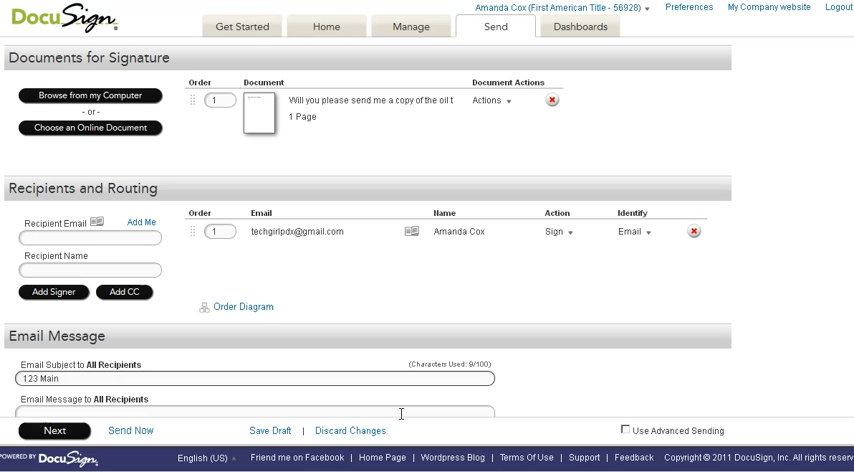 DocuSign.
Amanda Cox (First American Title - 56928)
Preferences
My Company website
Logout
Get Started
Home
Manage
Send
Dashboards
Documents for Signature
Browse from my Computer
- or -
Choose an Online Document
Order Document Document Actions
1 Will you please send me a copy of the oil t Actions
1 Page
Recipients and Routing
Recipient Email Add Me
Recipient Name
Add Signer Add CC
Order Email Name Action Identify
1 techgirlpdx@gmail.com Amanda Cox Sign Email
Order Diagram
Email Message
Email Subject to All Recipients (Characters Used: 9/100)
123 Main
Email Message to All Recipients
Next Send Now Save Draft | Discard Changes Use Advanced Sending
POWERED BY DocuSign English (US) Friend me on Facebook | Home Page | Wordpress Blog | Terms Of Use | Support | Feedback Copyright © 2011 DocuSign, Inc. All rights reserv